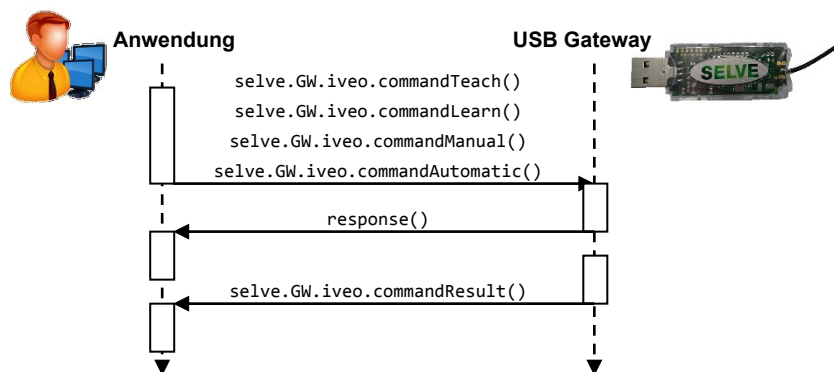 Anwendung
USB Gateway
SELVE
selve.GW.iveo.commandTeach()
selve.GW.iveo.commandLearn()
selve.GW.iveo.commandManual()
selve.GW.iveo.commandAutomatic()
response()
selve.GW.iveo.commandResult()